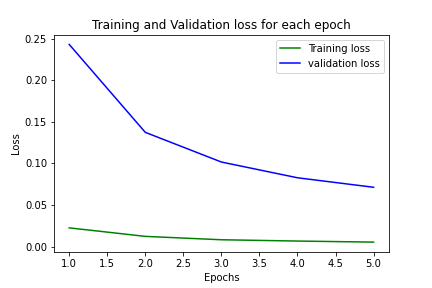 Training and Validation loss for each epoch
Training loss
validation loss
0.25
0.20
0.15
0.10
0.05
0.00
Loss
1.0 1.5 2.0 2.5 3.0 3.5 4.0 4.5 5.0
Epochs